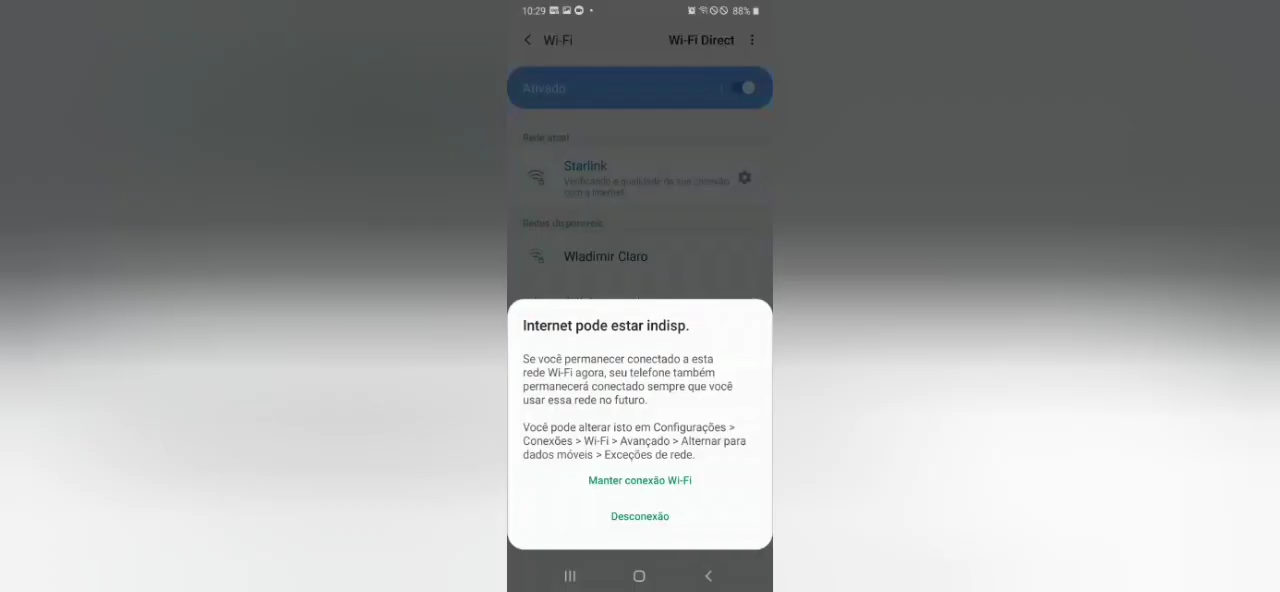 10:29
88%
Wi-Fi
Wi-Fi Direct
Ativado
Rede atual
Starlink
Verificando a qualidade da sua conexão
com a Internet.
Redes disponíveis
Wladimir Claro
Internet pode estar indisp.
Se você permanecer conectado a esta
rede Wi-Fi agora, seu telefone também
permanecerá conectado sempre que você
usar essa rede no futuro.
Você pode alterar isto em Configurações >
Conexões > Wi-Fi > Avançado > Alternar para
dados móveis > Exceções de rede.
Manter conexão Wi-Fi
Desconexão